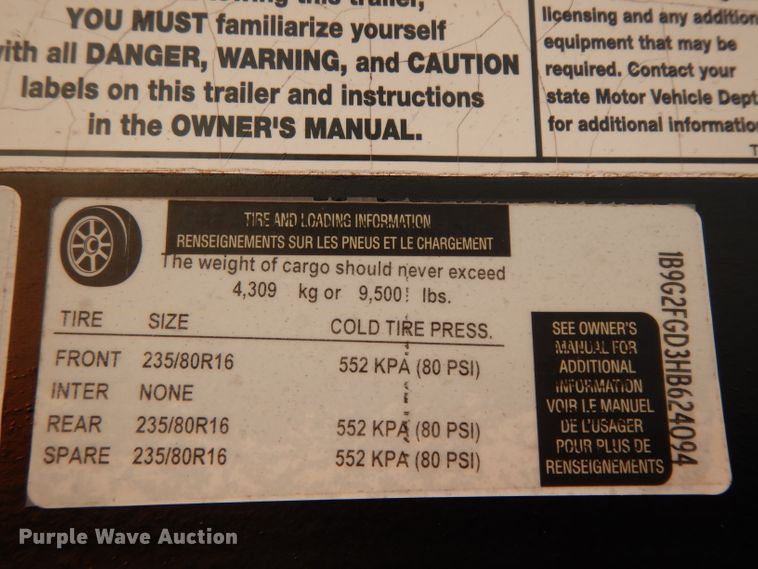 YOU MUST familiarize yourself
with all DANGER, WARNING, and CAUTION
labels on this trailer and instructions
in the OWNER'S MANUAL.
licensing and any addition
equipment that may be
required. Contact your
state Motor Vehicle Dept
for additional informatio
TIRE AND LOADING INFORMATION
RENSEIGNEMENTS SUR LES PNEUS ET LE CHARGEMENT
The weight of cargo should never exceed
4,309 kg or 9,500 lbs.
TIRE SIZE COLD TIRE PRESS.
FRONT 235/80R16 552 KPA (80 PSI)
INTER NONE
REAR 235/80R16 552 KPA (80 PSI)
SPARE 235/80R16 552 KPA (80 PSI)
SEE OWNER'S
MANUAL FOR
ADDITIONAL
INFORMATION
VOIR LE MANUEL
DE L'USAGER
POUR PLUS DE
RENSEIGNEMENTS
1B9G2FGD3HB624094
Purple Wave Auction